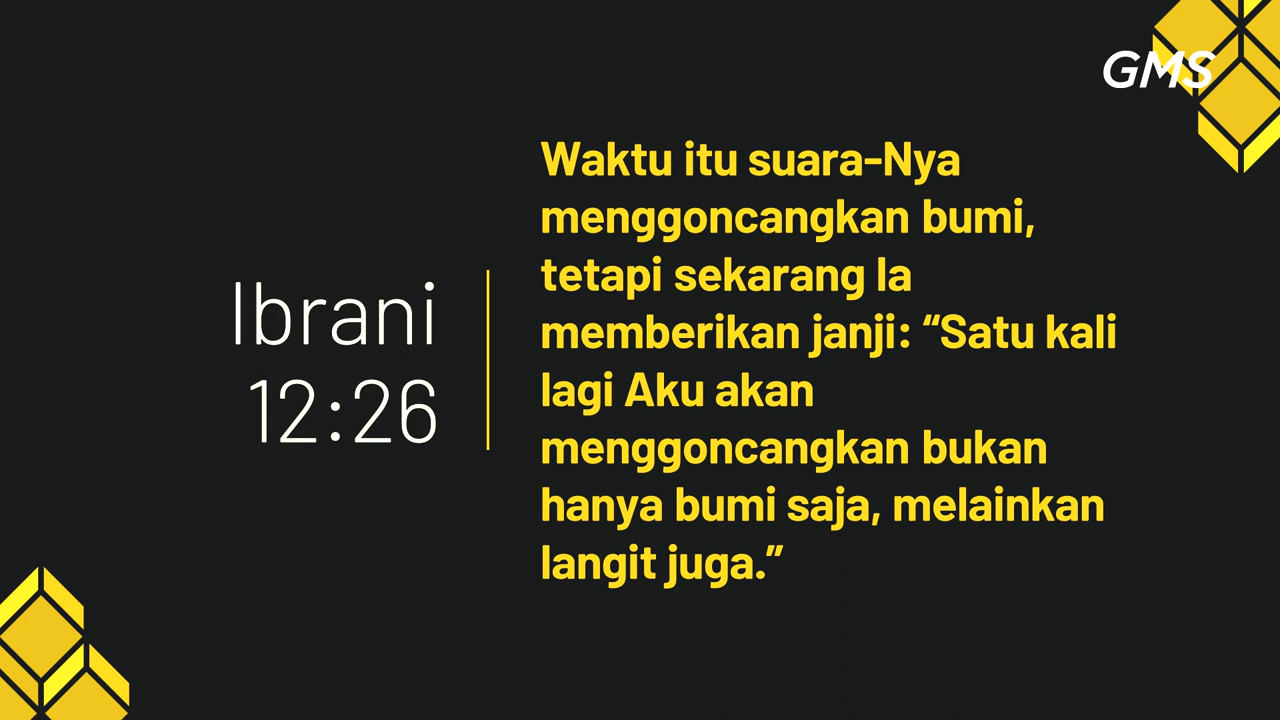 GMS
Ibrani
12:26
Waktu itu suara-Nya
menggoncangkan bumi,
tetapi sekarang Ia
memberikan janji: “Satu kali
lagi Aku akan
menggoncangkan bukan
hanya bumi saja, melainkan
langit juga.”